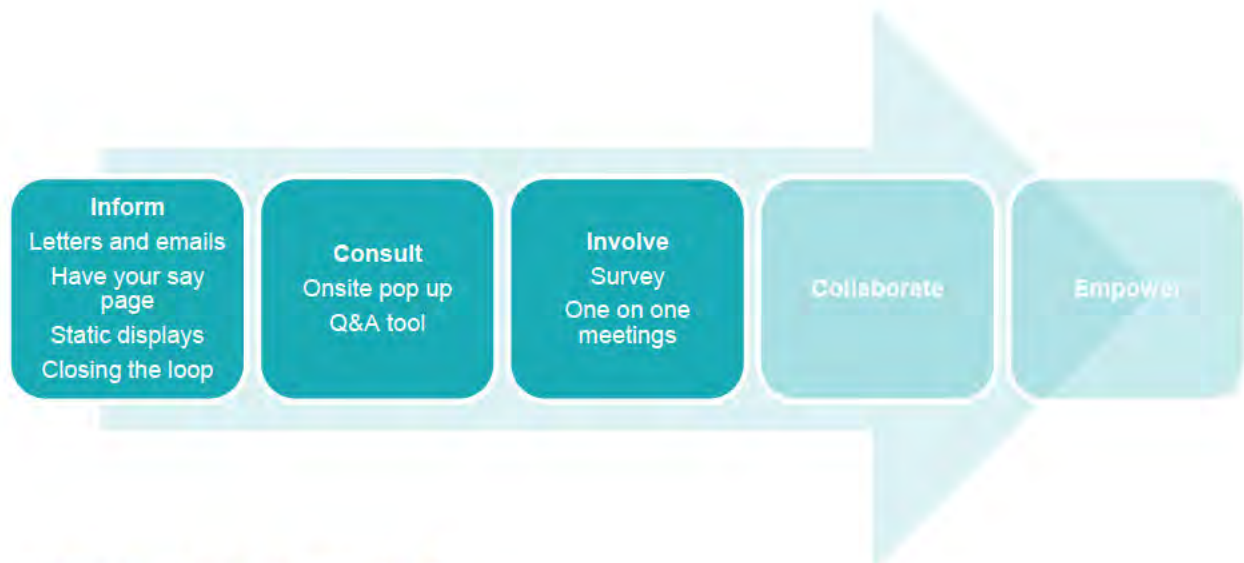 Inform
Letters and emails
Have your say
page
Static displays
Closing the loop
Consult
Onsite pop up
Q&A tool
Involve
Survey
One on one
meetings
Collaborate
Empower